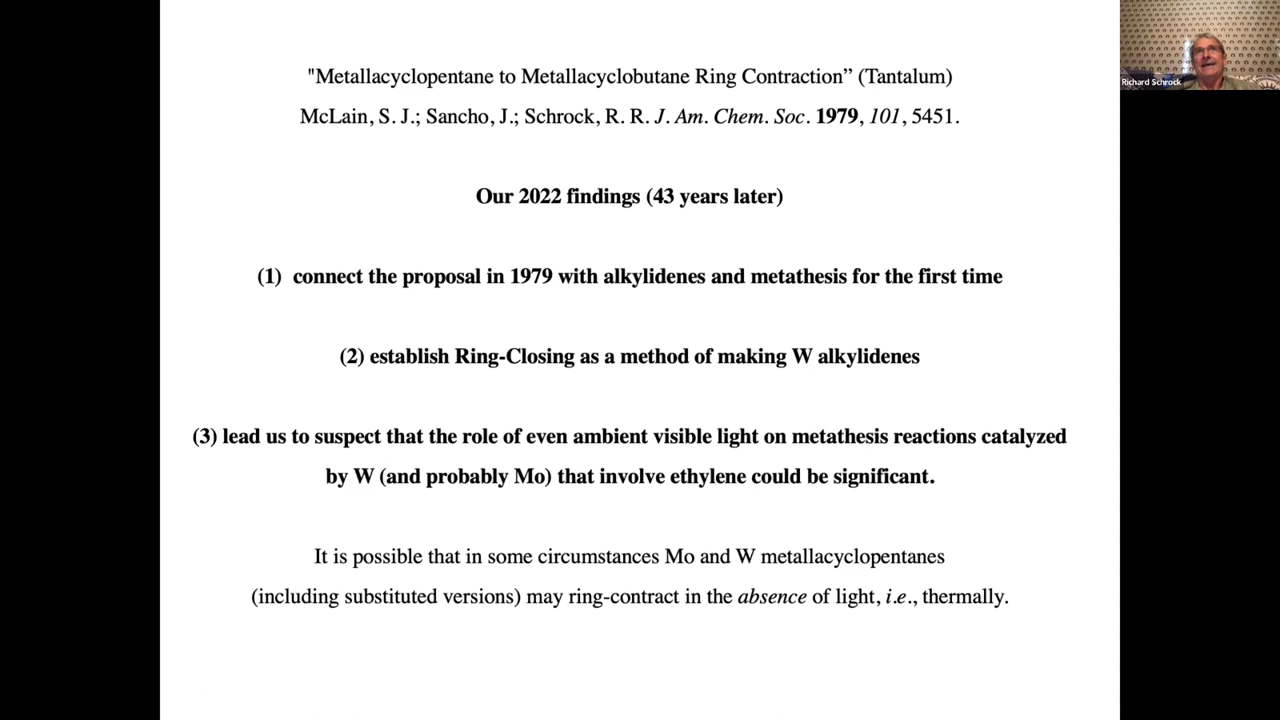 "Metallacyclopentane to Metallacyclobutane Ring Contraction” (Tantalum)
McLain, S. J.; Sancho, J.; Schrock, R. R. J. Am. Chem. Soc. 1979, 101, 5451.
Our 2022 findings (43 years later)
(1) connect the proposal in 1979 with alkylidenes and metathesis for the first time
(2) establish Ring-Closing as a method of making W alkylidenes
(3) lead us to suspect that the role of even ambient visible light on metathesis reactions catalyzed
by W (and probably Mo) that involve ethylene could be significant.
It is possible that in some circumstances Mo and W metallacyclopentanes
(including substituted versions) may ring-contract in the absence of light, i.e., thermally.
Richard Schrock